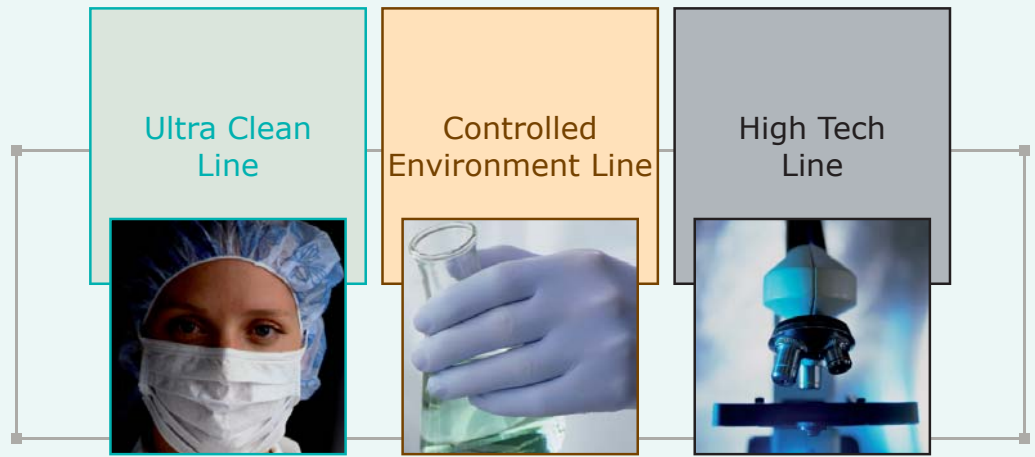 Ultra Clean
Line
Controlled
Environment Line
High Tech
Line